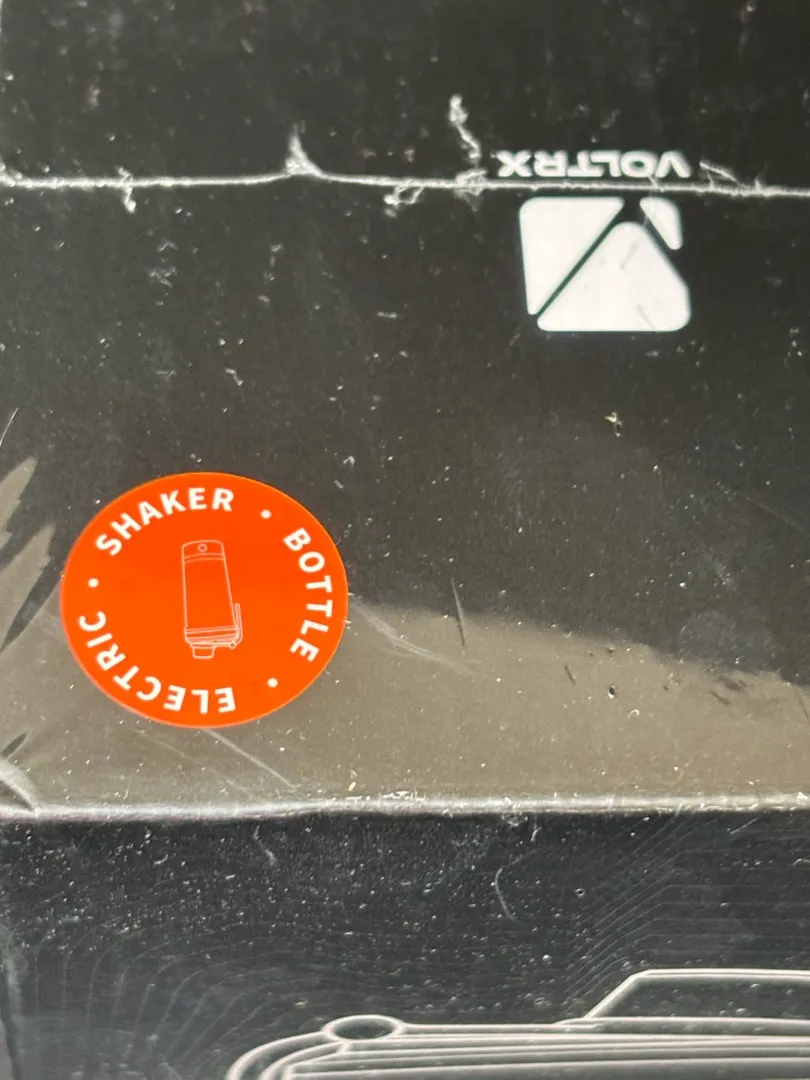 VOLTRX
SHAKER • BOTTLE • ELECTRIC •